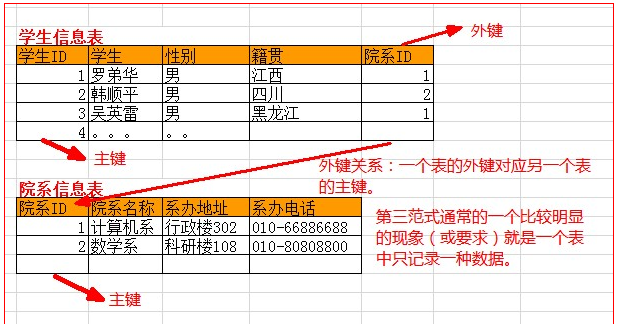 学生信息表
外键
学生ID 学生 性别 籍贯 院系ID
1 罗弟华 男 江西 1
2 韩顺平 男 四川 2
3 吴英雷 男 黑龙江 1
4 。。。 。。
主键
外键关系：一个表的外键对应另一个表
的主键。
院系信息表
院系ID 院系名称 系办地址 系办电话
1 计算机系 行政楼302 010-66886688
2 数学系 科研楼108 010-80808800
第三范式通常的一个比较明显
的现象（或要求）就是一个表
中只记录一种数据。
主键